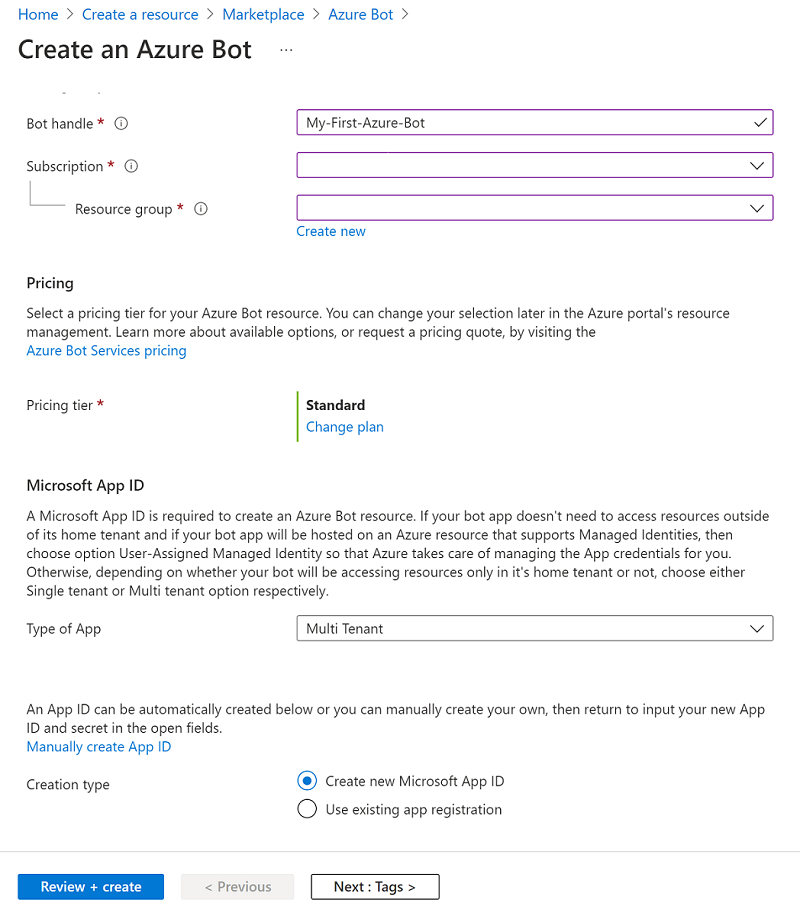 Home > Create a resource > Marketplace > Azure Bot >
Create an Azure Bot ...
Bot handle *
My-First-Azure-Bot
Subscription *
Resource group *
Create new
Pricing
Select a pricing tier for your Azure Bot resource. You can change your selection later in the Azure portal's resource
management. Learn more about available options, or request a pricing quote, by visiting the
Azure Bot Services pricing
Pricing tier *
Standard
Change plan
Microsoft App ID
A Microsoft App ID is required to create an Azure Bot resource. If your bot app doesn't need to access resources outside
of its home tenant and if your bot app will be hosted on an Azure resource that supports Managed Identities, then
choose option User-Assigned Managed Identity so that Azure takes care of managing the App credentials for you.
Otherwise, depending on whether your bot will be accessing resources only in it's home tenant or not, choose either
Single tenant or Multi tenant option respectively.
Type of App
Multi Tenant
An App ID can be automatically created below or you can manually create your own, then return to input your new App
ID and secret in the open fields.
Manually create App ID
Creation type
Create new Microsoft App ID
Use existing app registration
Review + create
< Previous
Next : Tags >